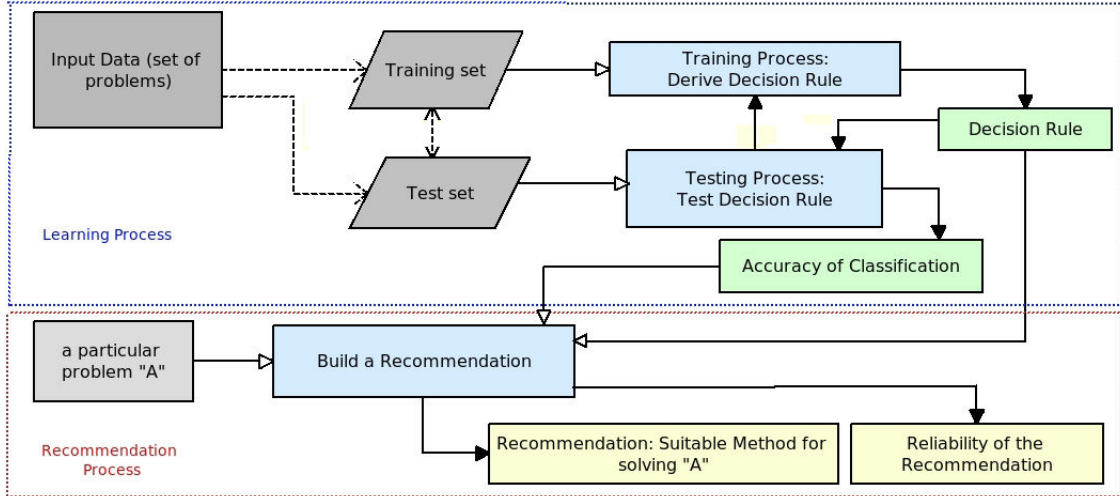 Input Data (set of
problems)
Training set
Training Process:
Derive Decision Rule
Decision Rule
Test set
Testing Process:
Test Decision Rule
Learning Process
Accuracy of Classification
a particular
problem "A"
Build a Recommendation
Recommendation
Process
Recommendation: Suitable Method for
solving "A"
Reliability of the
Recommendation